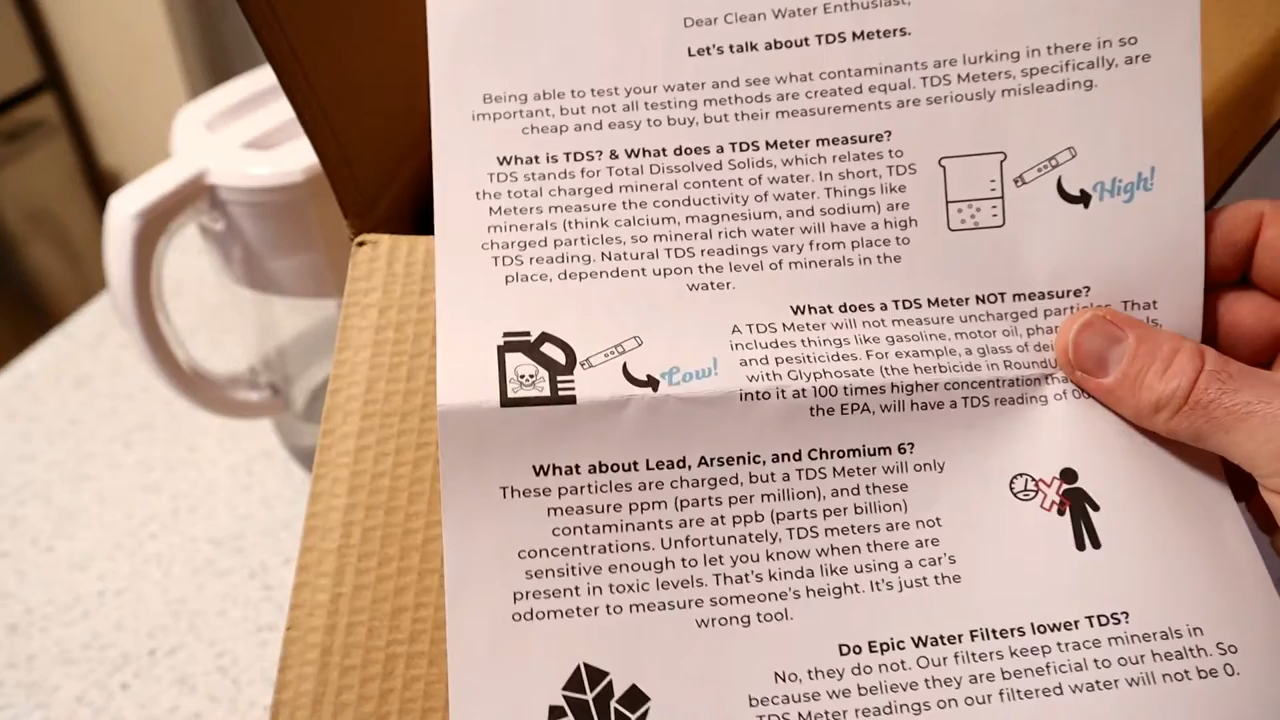 Dear Clean Water Enthusiast,
Let's talk about TDS Meters.
Being able to test your water and see what contaminants are lurking in there in so
important, but not all testing methods are created equal. TDS Meters, specifically, are
cheap and easy to buy, but their measurements are seriously misleading.
What is TDS? & What does a TDS Meter measure?
TDS stands for Total Dissolved Solids, which relates to
the total charged mineral content of water. In short, TDS
Meters measure the conductivity of water. Things like
minerals (think calcium, magnesium, and sodium) are
charged particles, so mineral rich water will have a high
TDS reading. Natural TDS readings vary from place to
place, dependent upon the level of minerals in the
water.
High!
What does a TDS Meter NOT measure?
A TDS Meter will not measure uncharged particles. That
includes things like gasoline, motor oil,
and pesiticides. For example, a glass of
with Glyphosate (the herbicide in
into it at 100 times higher concentration
the EPA, will have a TDS reading of
Low!
What about Lead, Arsenic, and Chromium 6?
These particles are charged, but a TDS Meter will only
measure ppm (parts per million), and these
contaminants are at ppb (parts per billion)
concentrations. Unfortunately, TDS meters are not
sensitive enough to let you know when there are
present in toxic levels. That's kinda like using a car's
odometer to measure someone's height. It's just the
wrong tool.
Do Epic Water Filters lower TDS?
No, they do not. Our filters keep trace minerals in
because we believe they are beneficial to our health. So
TDS Meter readings on our filtered water will not be 0.